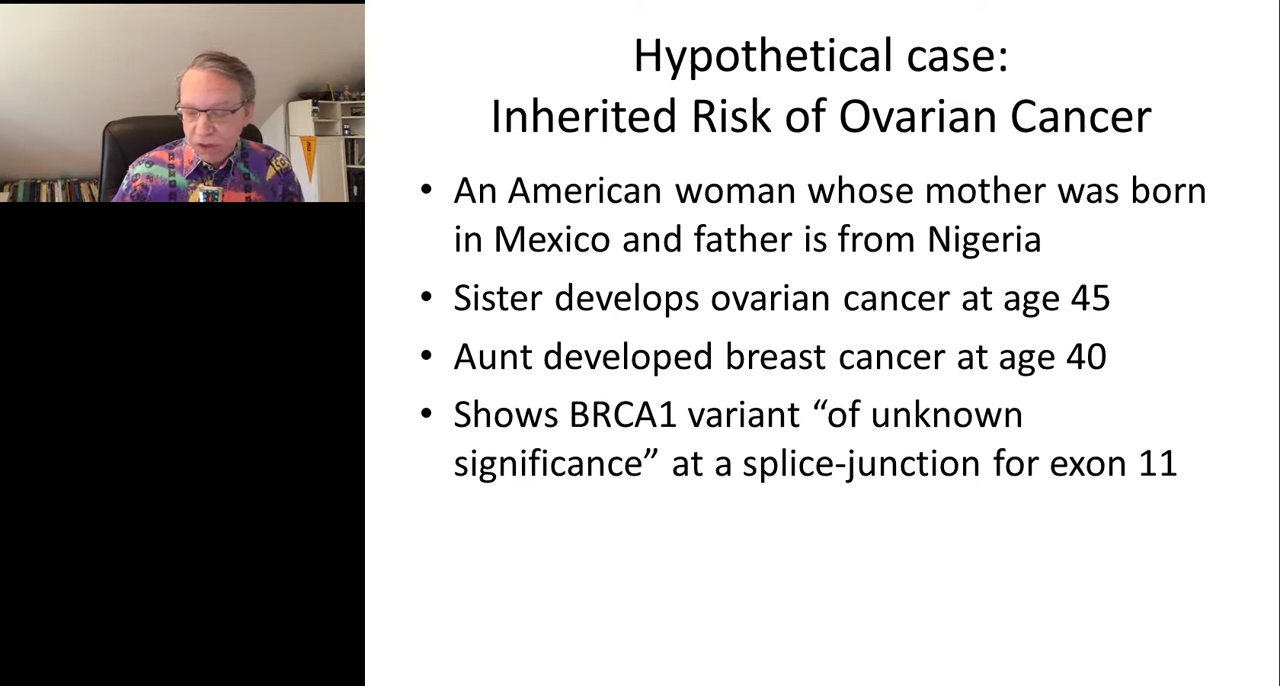 Hypothetical case:
Inherited Risk of Ovarian Cancer
• An American woman whose mother was born
in Mexico and father is from Nigeria
• Sister develops ovarian cancer at age 45
• Aunt developed breast cancer at age 40
• Shows BRCA1 variant “of unknown
significance” at a splice-junction for exon 11